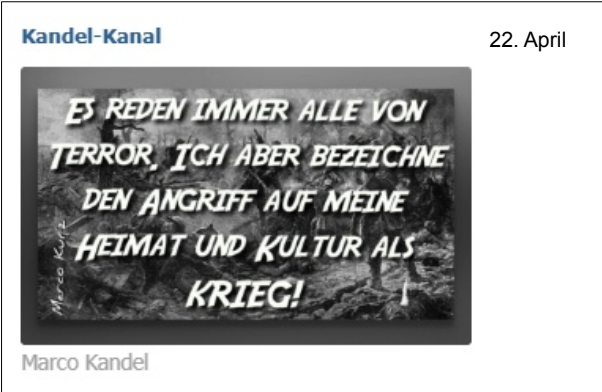 Kandel-Kanal
22. April
ES REDEN IMMER ALLE VON
TERROR. ICH ABER BEZEICHNE
DEN ANGRIFF AUF MEINE
HEIMAT UND KULTUR ALS
KRIEG!
Marco Kurz
Marco Kandel